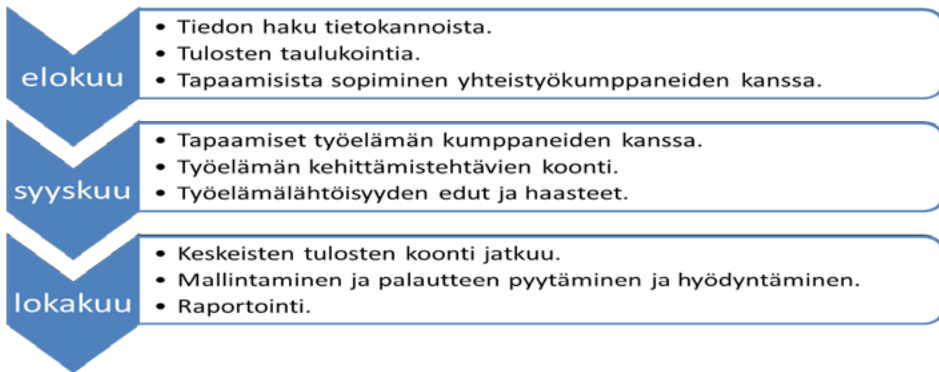 elokuu
• Tiedon haku tietokannoista.
• Tulosten taulukointia.
• Tapaamisista sopiminen yhteistyökumppaneiden kanssa.
syyskuu
• Tapaamiset työelämän kumppaneiden kanssa.
• Työelämän kehittämistehtävien koonti.
• Työelämälähtöisyyden edut ja haasteet.
lokakuu
• Keskeisten tulosten koonti jatkuu.
• Mallintaminen ja palautteen pyytäminen ja hyödyntäminen.
• Raportointi.